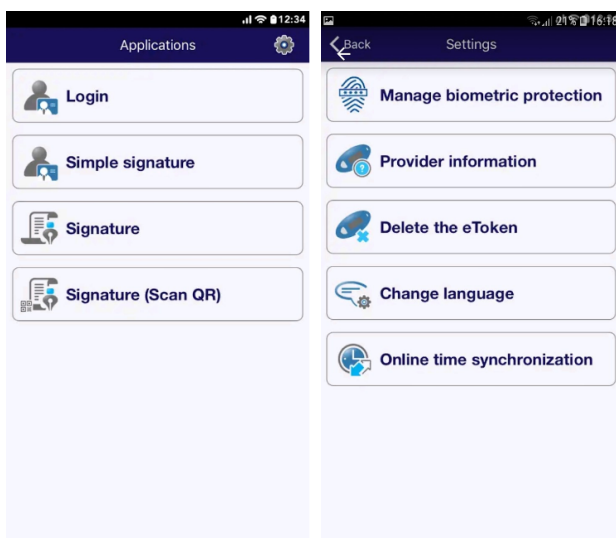 12:34
Applications
Login
Simple signature
Signature
Signature (Scan QR)
Back
Settings
Manage biometric protection
Provider information
Delete the eToken
Change language
Online time synchronization